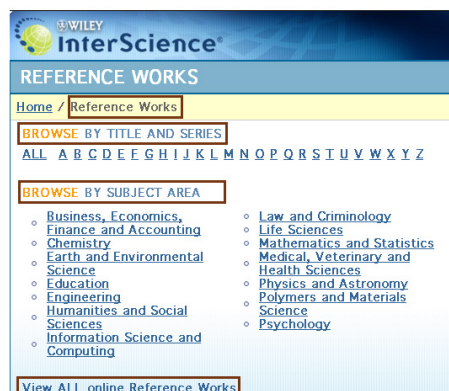 WILEY
InterScience®
REFERENCE WORKS
Home / Reference Works
BROWSE BY TITLE AND SERIES
ALL A B C D E F G H I J K L M N O P Q R S T U V W X Y Z
BROWSE BY SUBJECT AREA
Business, Economics,
Finance and Accounting
Chemistry
Earth and Environmental
Science
Education
Engineering
Humanities and Social
Sciences
Information Science and
Computing
Law and Criminology
Life Sciences
Mathematics and Statistics
Medical, Veterinary and
Health Sciences
Physics and Astronomy
Polymers and Materials
Science
Psychology
View ALL online Reference Works